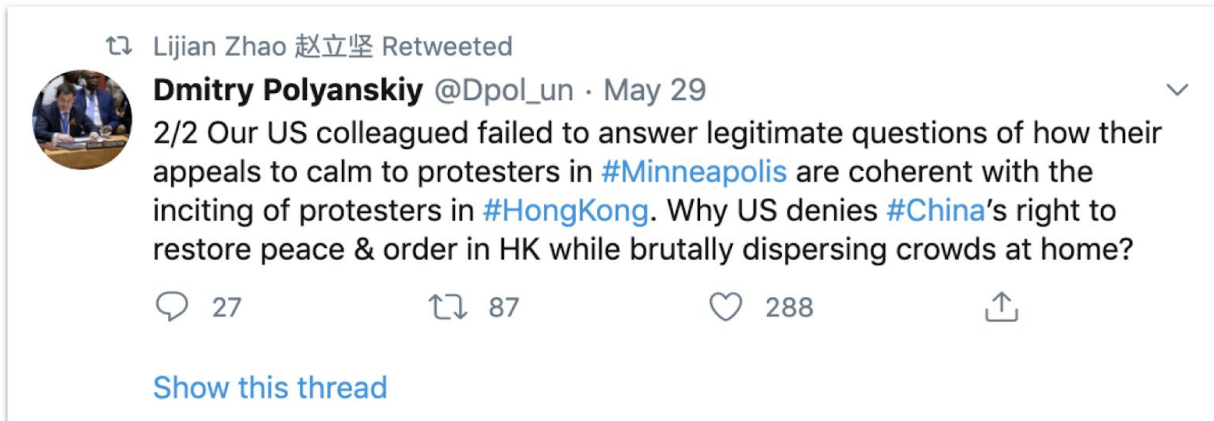 Lijian Zhao 赵立坚 Retweeted
Dmitry Polyanskiy @Dpol_un · May 29
2/2 Our US colleagued failed to answer legitimate questions of how their
appeals to calm to protesters in #Minneapolis are coherent with the
inciting of protesters in #HongKong. Why US denies #China's right to
restore peace & order in HK while brutally dispersing crowds at home?
27 87 288
Show this thread